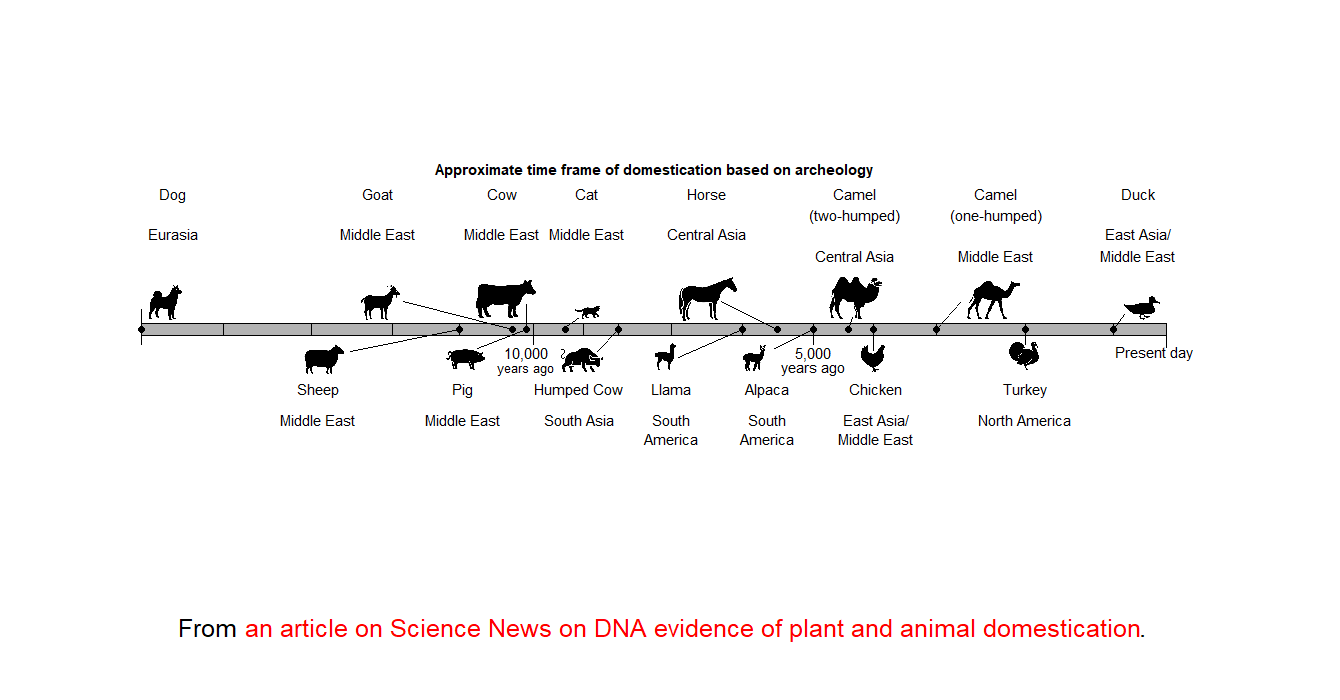 Approximate time frame of domestication based on archeology
Dog
Goat
Cow
Cat
Horse
Camel
(two-humped)
Camel
(one-humped)
Duck
Eurasia
Middle East
Middle East
Middle East
Central Asia
Central Asia
Middle East
East Asia/
Middle East
10,000
years ago
5,000
years ago
Present day
Sheep
Pig
Humped Cow
Llama
Alpaca
Chicken
Turkey
Middle East
Middle East
South Asia
South
America
South
America
East Asia/
Middle East
North America
From an article on Science News on DNA evidence of plant and animal domestication.